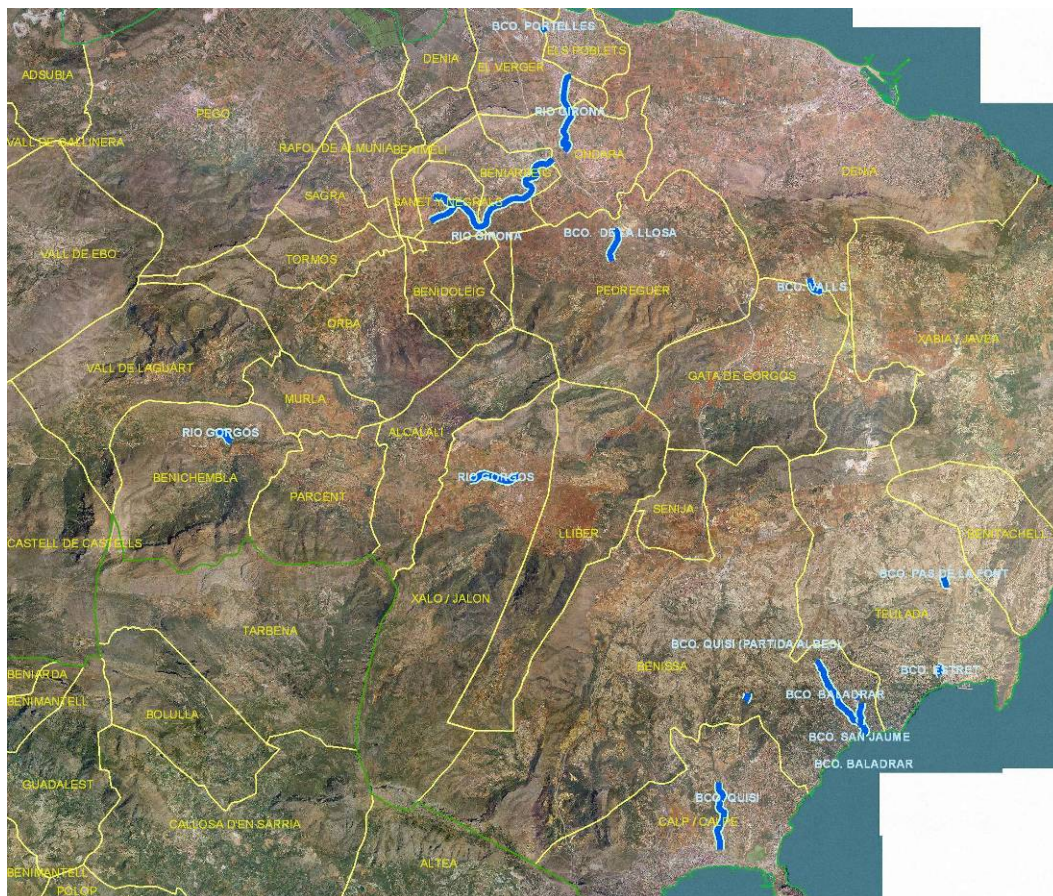 BCO. PORTELLES
ELS POBLETS
DENIA
EL VERGER
ADSUBIA
PEGO
RIO GIRONA
VALL DE GALLINERA
RAFOL DE ALMUNIA
BENIMELI
ONDARA
BENIARBEIG
DENIA
SAGRA
SANET Y NEGRALS
RIO GIRONA
BCO. DE LA LLOSA
VALL DE EBO
TORMOS
BENIDOLEIG
PEDREGUER
BCO. VALLS
ORBA
XABIA / JAVEA
VALL DE LAGUART
GATA DE GORGOS
MURLA
RIO GORGOS
ALCALALI
BENICHEMBLA
PARCENT
RIO GORGOS
SENIJA
LLIBER
BENITACHELL
CASTELL DE CASTELLS
BCO. PAS DE LA FONT
XALO / JALON
TEULADA
TARBENA
BCO. QUISI (PARTIDA ALBES)
BENISSA
BENIARDA
BCO. ESTRET
BENIMANTELL
BCO. BALADRAR
BOLULLA
BCO. SAN JAUME
BCO. BALADRAR
GUADALEST
BCO. QUISI
CALLOSA D'EN SARRIA
CALP / CALPE
ALTEA
BENIMANTELL
POLOP